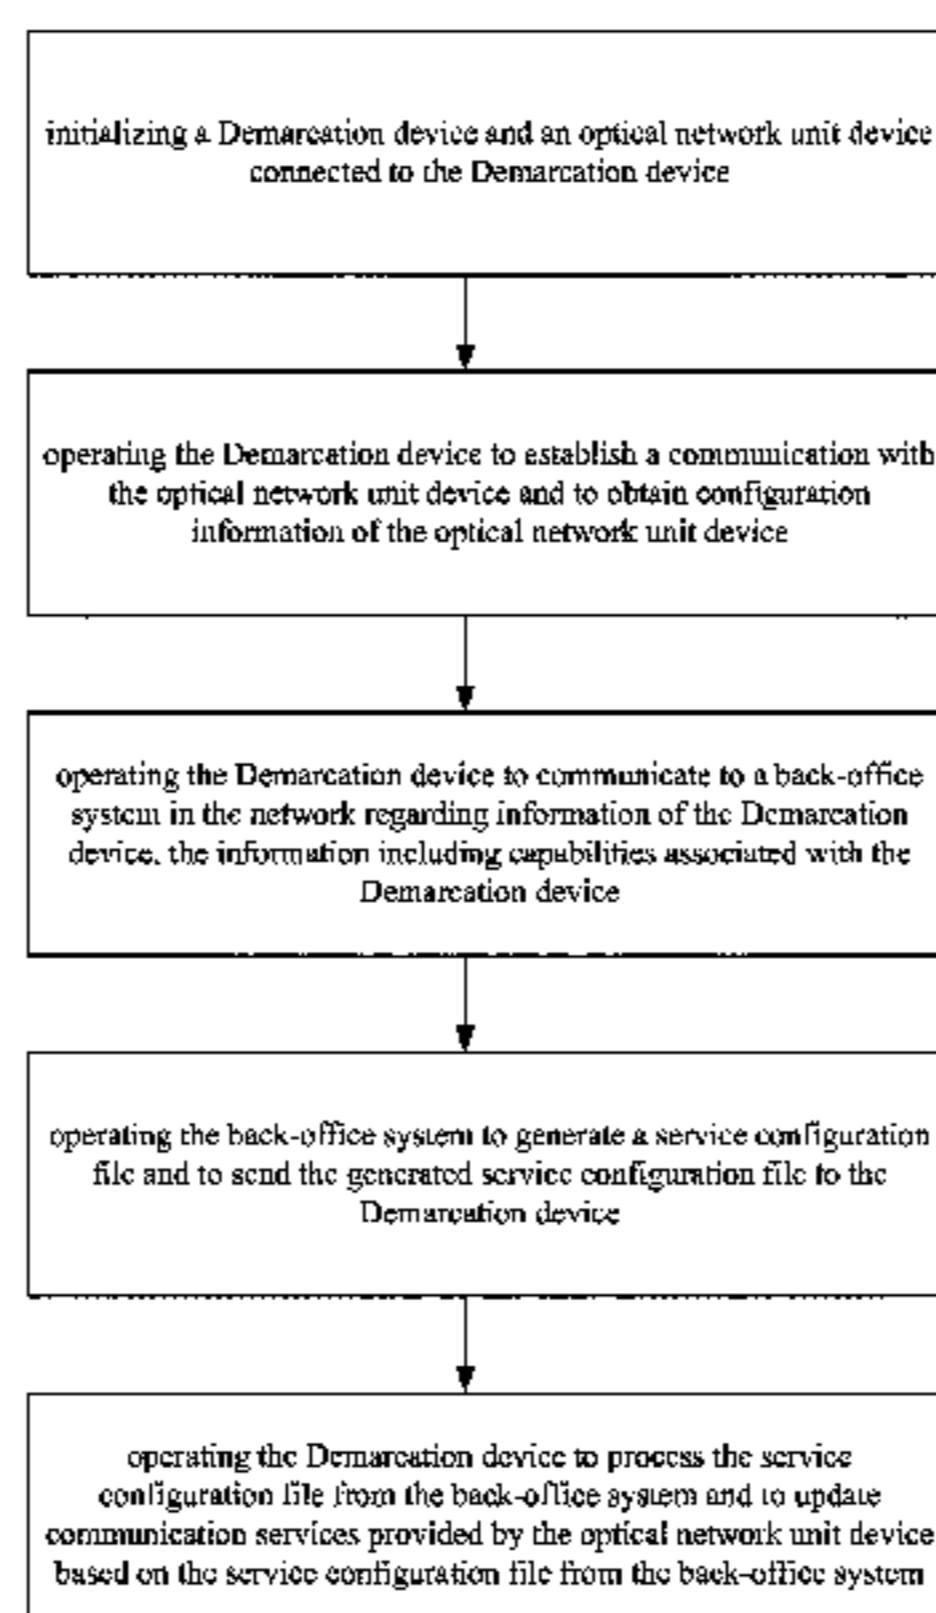 initializing a Demarcation device and an optical network unit device
connected to the Demarcation device
operating the Demarcation device to establish a communication with
the optical network unit device and to obtain configuration
information of the optical network unit device
operating the Demarcation device to communicate to a back-office
system in the network regarding information of the Demarcation
device, the information including capabilities associated with the
Demarcation device
operating the back-office system to generate a service configuration
file and to send the generated service configuration file to the
Demarcation device
operating the Demarcation device to process the service
configuration file from the back-office system and to update
communication services provided by the optical network unit device
based on the service configuration file from the back-office system